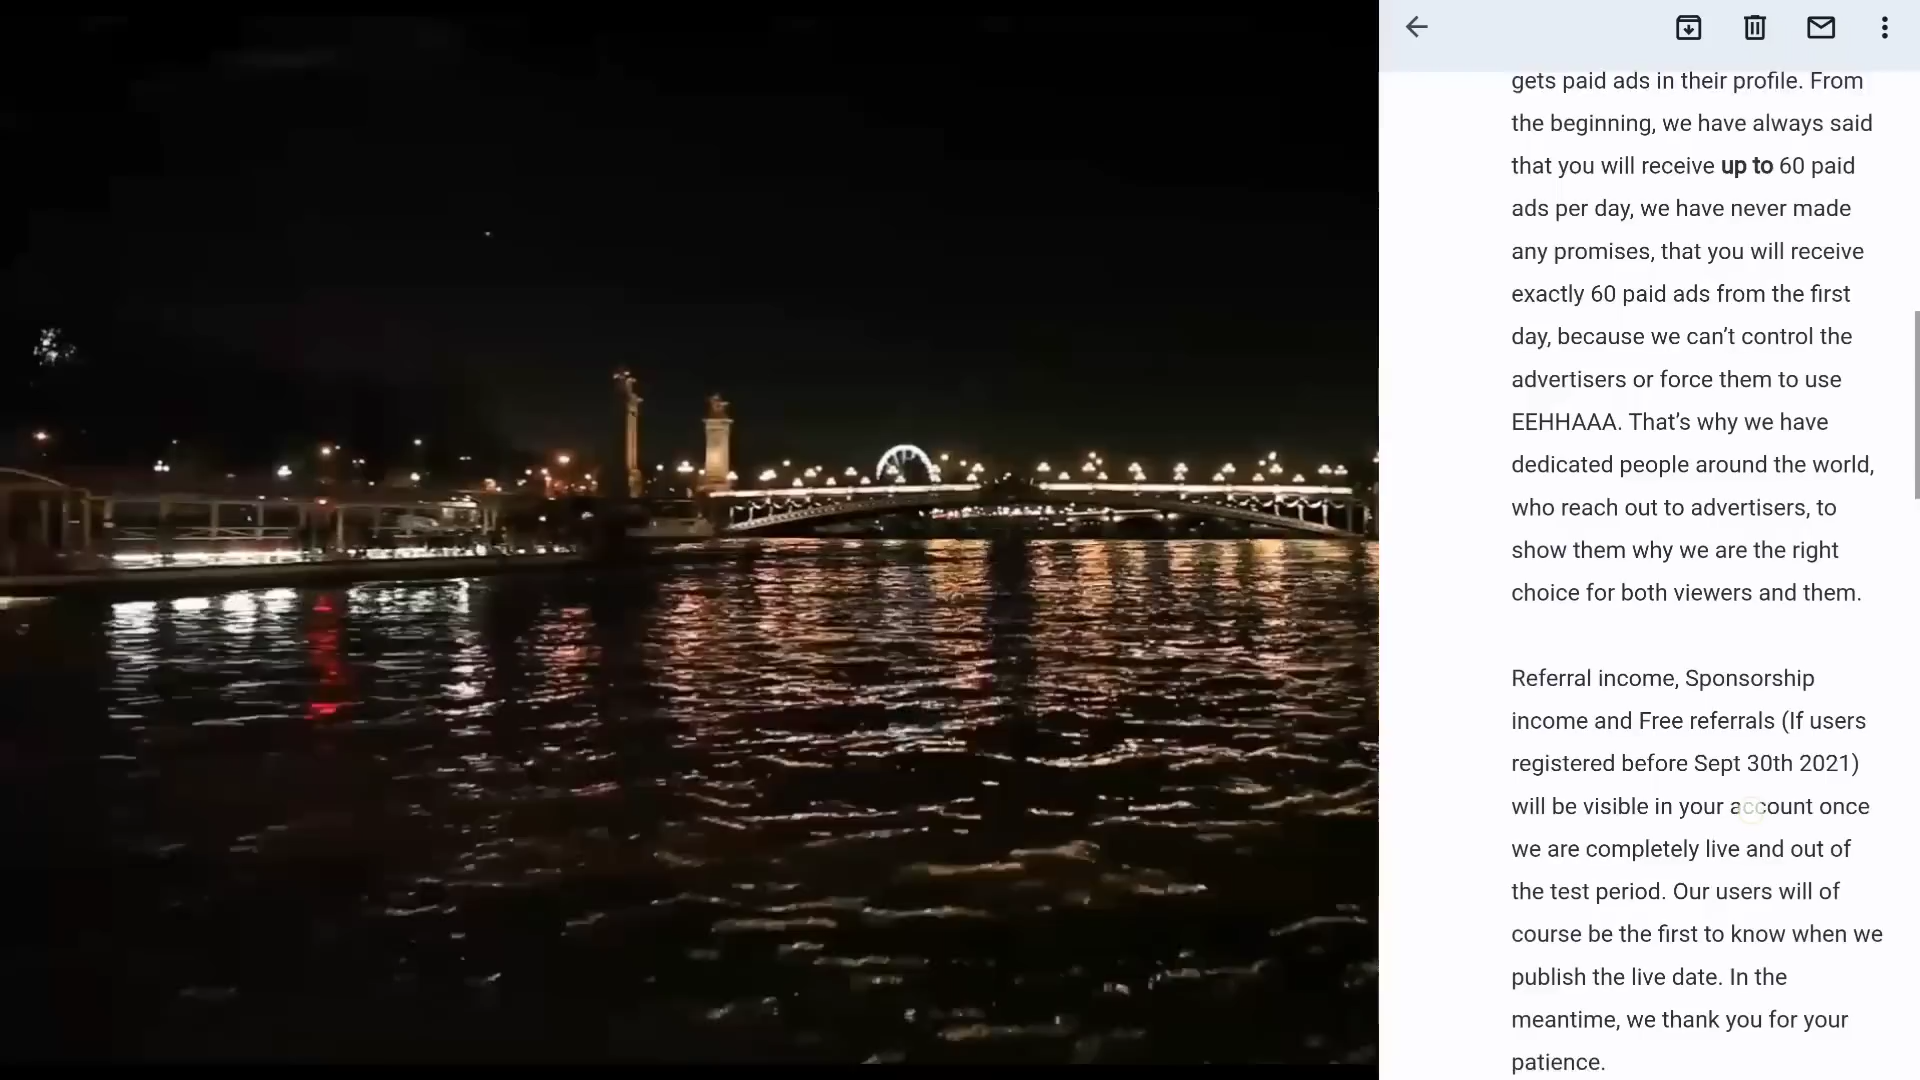 gets paid ads in their profile. From
the beginning, we have always said
that you will receive up to 60 paid
ads per day, we have never made
any promises, that you will receive
exactly 60 paid ads from the first
day, because we can’t control the
advertisers or force them to use
EEHHAAA. That’s why we have
dedicated people around the world,
who reach out to advertisers, to
show them why we are the right
choice for both viewers and them.
Referral income, Sponsorship
income and Free referrals (If users
registered before Sept 30th 2021)
will be visible in your account once
we are completely live and out of
the test period. Our users will of
course be the first to know when we
publish the live date. In the
meantime, we thank you for your
patience.